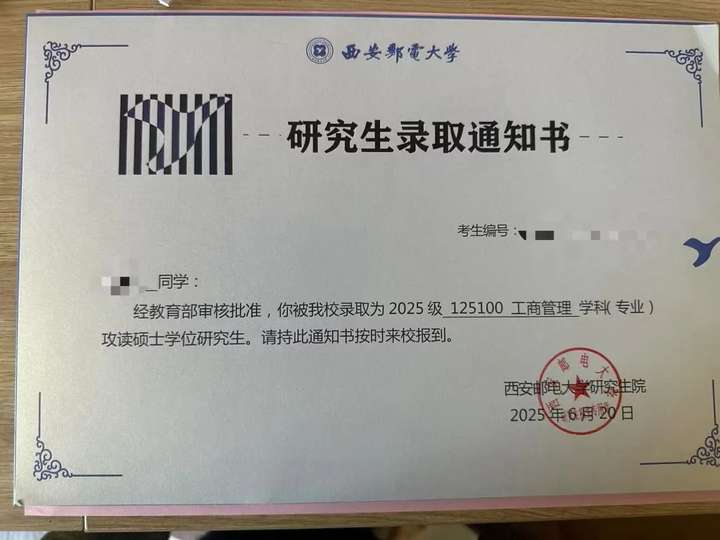 西安邮电大学
研究生录取通知书
考生编号：
同学：
经教育部审核批准，你被我校录取为 2025 级 125100 工商管理 学科（专业）
攻读硕士学位研究生。请持此通知书按时来校报到。
西安邮电大学研究生院
2025 年 6 月 20 日